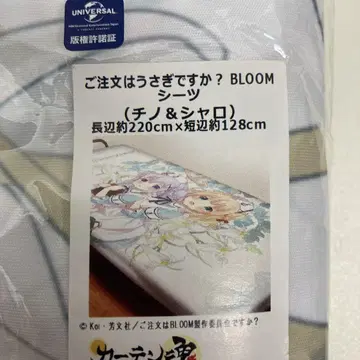 UNIVERSAL
版権許諾証
ご注文はうさぎですか? BLOOM
シーツ
(チノ&シャロ)
長辺約220cm×短辺約128cm
© Koi・芳文社/ご注文はBLOOM製作委員会ですか?
カーテン魂